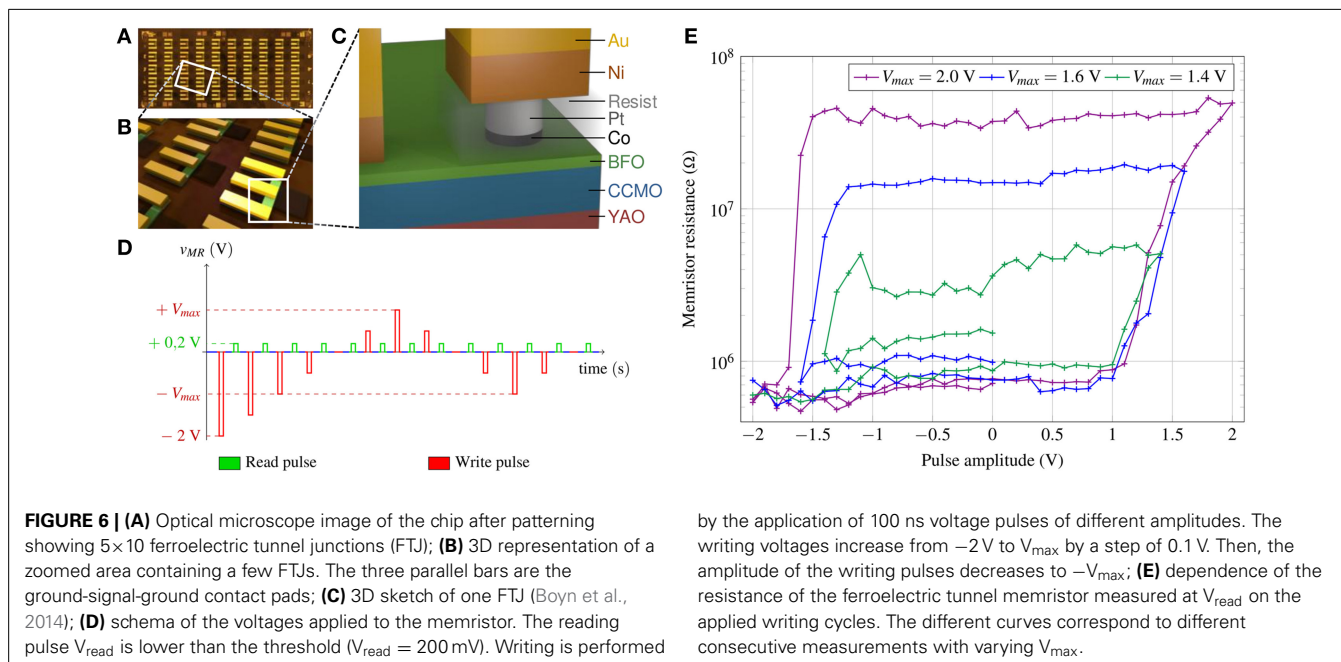 A
B
C
Au
Ni
Resist
Pt
Co
BFO
CCMO
YAO
D
v_MR (V)
+ V_max
+ 0,2 V
− V_max
− 2 V
time (s)
Read pulse
Write pulse
E
V_max = 2.0 V V_max = 1.6 V V_max = 1.4 V
10^8
10^7
10^6
Memristor resistance (Ω)
−2 −1.5 −1 −0.5 0 0.5 1 1.5 2
Pulse amplitude (V)
FIGURE 6 | (A) Optical microscope image of the chip after patterning
showing 5×10 ferroelectric tunnel junctions (FTJ); (B) 3D representation of a
zoomed area containing a few FTJs. The three parallel bars are the
ground-signal-ground contact pads; (C) 3D sketch of one FTJ (Boyn et al.,
2014); (D) schema of the voltages applied to the memristor. The reading
pulse V_read is lower than the threshold (V_read = 200 mV). Writing is performed
by the application of 100 ns voltage pulses of different amplitudes. The
writing voltages increase from −2 V to V_max by a step of 0.1 V. Then, the
amplitude of the writing pulses decreases to −V_max; (E) dependence of the
resistance of the ferroelectric tunnel memristor measured at V_read on the
applied writing cycles. The different curves correspond to different
consecutive measurements with varying V_max.